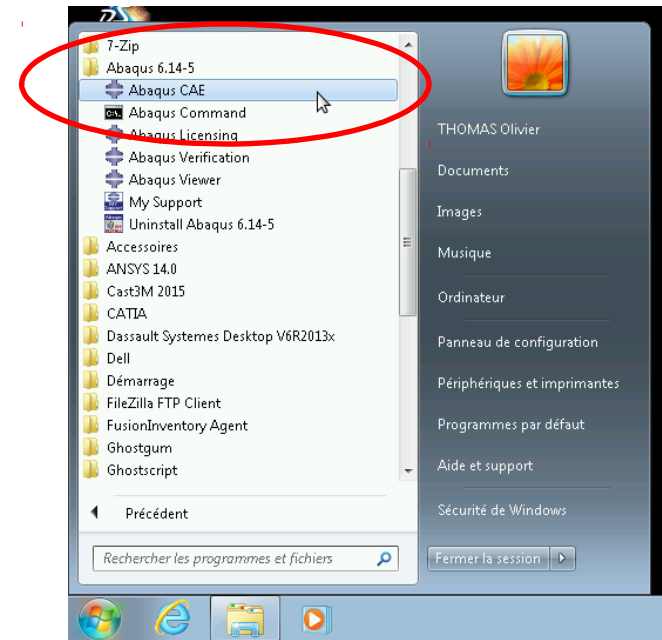 7-Zip
Abaqus 6.14-5
Abaqus CAE
Abaqus Command
Abaqus Licensing
Abaqus Verification
Abaqus Viewer
My Support
Uninstall Abaqus 6.14-5
Accessoires
ANSYS 14.0
Cast3M 2015
CATIA
Dassault Systemes Desktop V6R2013x
Dell
Démarrage
FileZilla FTP Client
FusionInventory Agent
Ghostgum
Ghostscript
Précédent
Rechercher les programmes et fichiers
THOMAS Olivier
Documents
Images
Musique
Ordinateur
Panneau de configuration
Périphériques et imprimantes
Programmes par défaut
Aide et support
Sécurité de Windows
Fermer la session